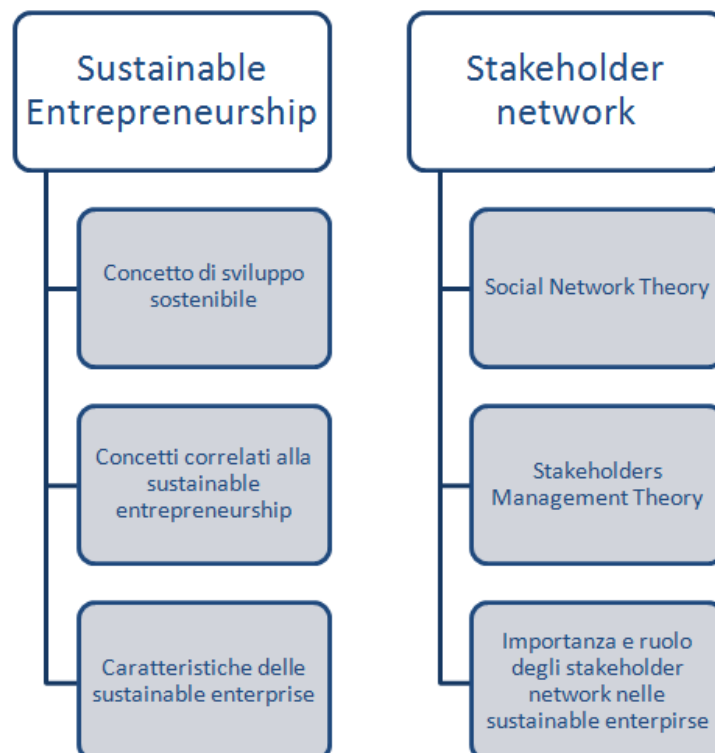 Sustainable
Entrepreneurship
Concetto di sviluppo
sostenibile
Concetti correlati alla
sustainable
entrepreneurship
Caratteristiche delle
sustainable enterprise
Stakeholder
network
Social Network Theory
Stakeholders
Management Theory
Importanza e ruolo
degli stakeholder
network nelle
sustainable enterpirse